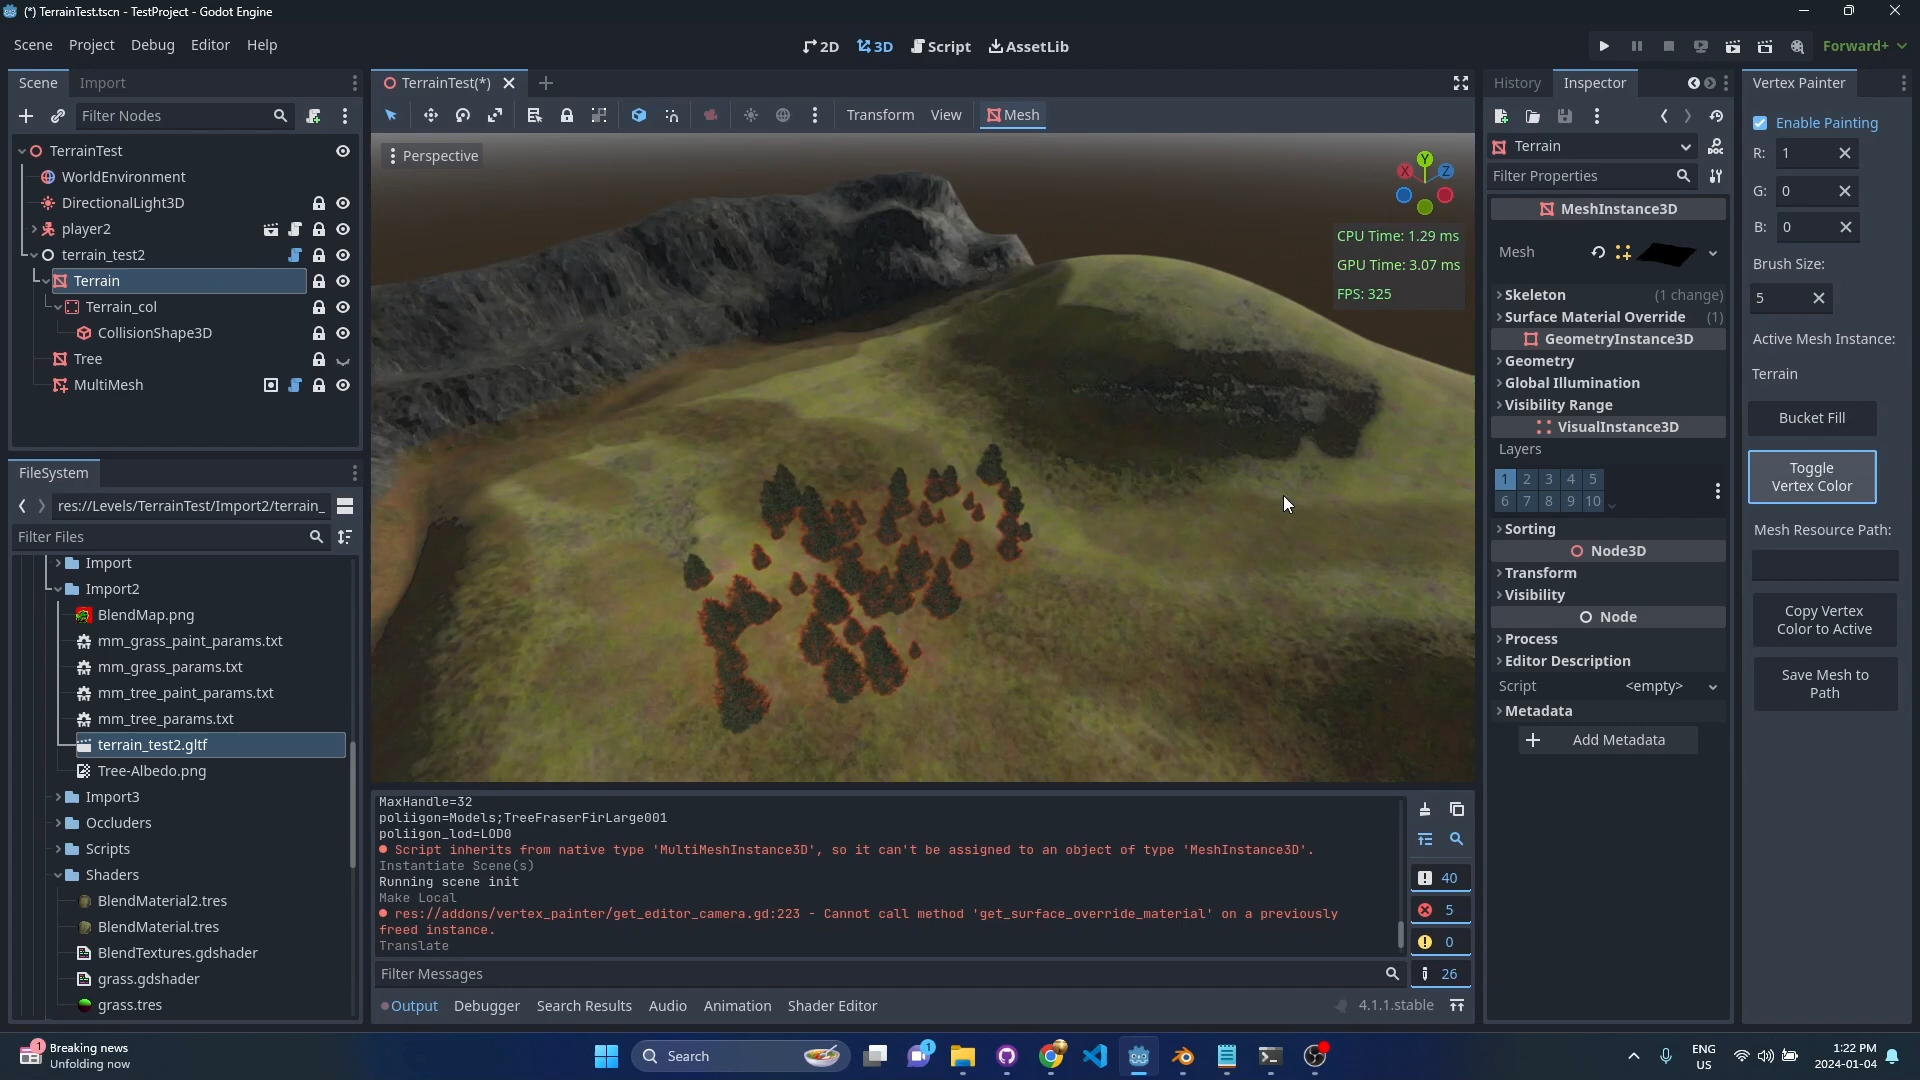 (*) TerrainTest.tscn - TestProject - Godot Engine
Scene Project Debug Editor Help
2D 3D Script AssetLib
Forward+
Scene Import
Filter Nodes
TerrainTest
WorldEnvironment
DirectionalLight3D
player2
terrain_test2
Terrain
Terrain_col
CollisionShape3D
Tree
MultiMesh
FileSystem
res://Levels/TerrainTest/Import2/terrain_
Filter Files
Import
Import2
BlendMap.png
mm_grass_paint_params.txt
mm_grass_params.txt
mm_tree_paint_params.txt
mm_tree_params.txt
terrain_test2.gltf
Tree-Albedo.png
Import3
Occluders
Scripts
Shaders
BlendMaterial2.tres
BlendMaterial.tres
BlendTextures.gdshader
grass.gdshader
grass.tres
TerrainTest(*)
Transform View Mesh
Perspective
X Y Z
CPU Time: 1.29 ms
GPU Time: 3.07 ms
FPS: 325
MaxHandle=32
poliigon=Models;TreeFraserFirLarge001
poliigon_lod=LOD0
Script inherits from native type 'MultiMeshInstance3D', so it can't be assigned to an object of type 'MeshInstance3D'.
Instantiate Scene(s)
Running scene init
Make Local
res://addons/vertex_painter/get_editor_camera.gd:223 - Cannot call method 'get_surface_override_material' on a previously
freed instance.
Translate
40
5
0
26
Filter Messages
Output Debugger Search Results Audio Animation Shader Editor
4.1.1.stable
History Inspector
Terrain
DOC
Filter Properties
MeshInstance3D
Mesh
Skeleton (1 change)
Surface Material Override (1)
GeometryInstance3D
Geometry
Global Illumination
Visibility Range
VisualInstance3D
Layers
1 2 3 4 5
6 7 8 9 10
Sorting
Node3D
Transform
Visibility
Node
Process
Editor Description
Script <empty>
Metadata
Add Metadata
Vertex Painter
Enable Painting
R: 1
G: 0
B: 0
Brush Size:
5
Active Mesh Instance:
Terrain
Bucket Fill
Toggle
Vertex Color
Mesh Resource Path:
Copy Vertex
Color to Active
Save Mesh to
Path
1
Breaking news
Unfolding now
Search
1
ENG
US
1:22 PM
2024-01-04